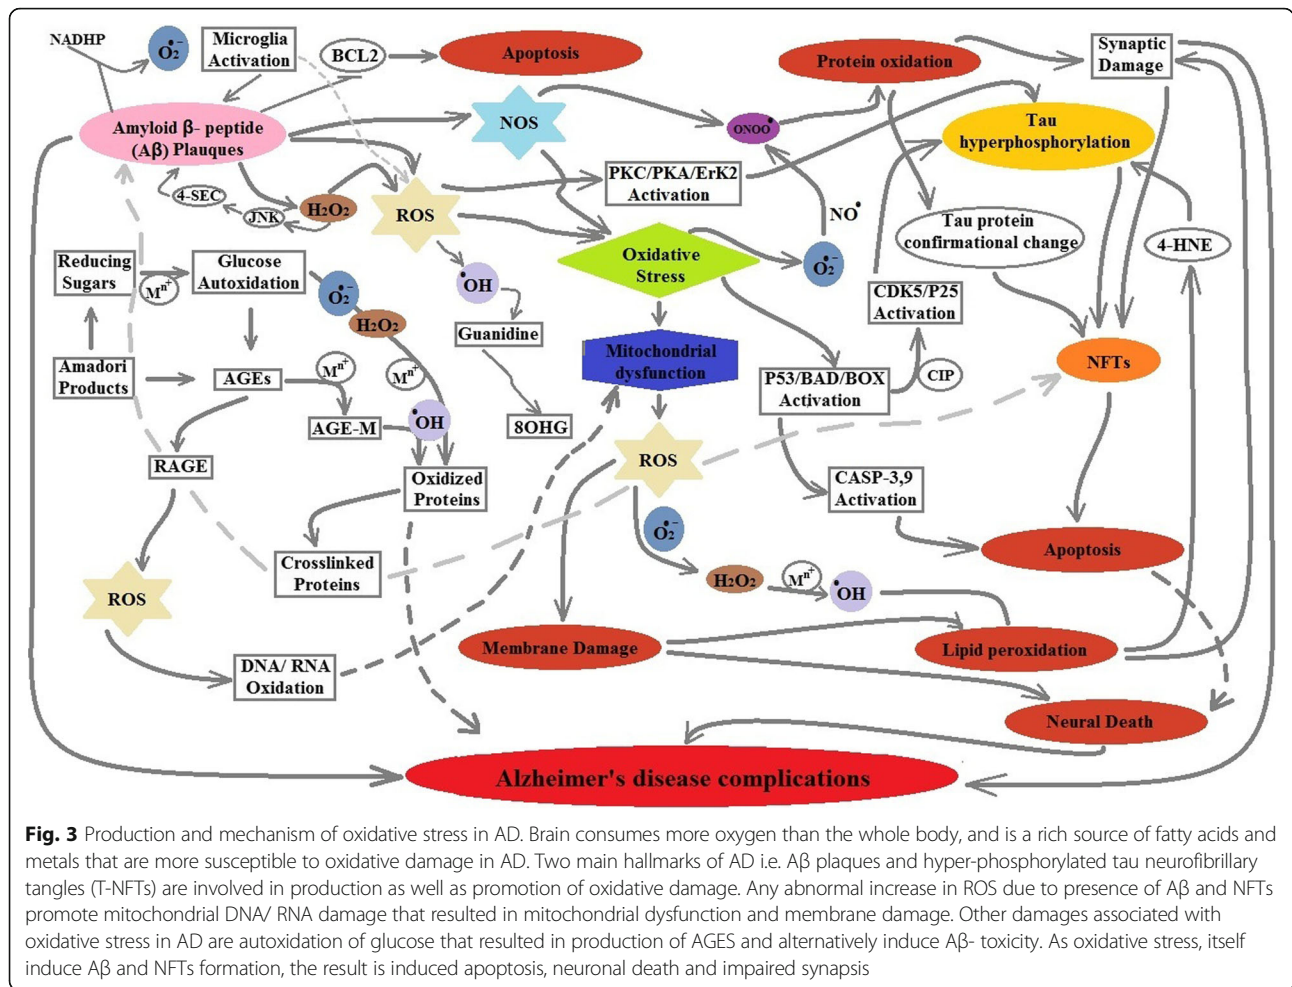 NADHP
O₂•−
Microglia
Activation
BCL2
Apoptosis
Protein oxidation
Synaptic
Damage
Amyloid β- peptide
(Aβ) Plauques
NOS
ONOO•
Tau
hyperphosphorylation
4-SEC
JNK
H₂O₂
ROS
PKC/PKA/ErK2
Activation
NO•
Tau protein
confirmational change
4-HNE
Reducing
Sugars
Mⁿ⁺
Glucose
Autoxidation
O₂•−
H₂O₂
•OH
Oxidative
Stress
O₂•−
CDK5/P25
Activation
Guanidine
Amadori
Products
AGEs
Mⁿ⁺
Mⁿ⁺
Mitochondrial
dysfunction
P53/BAD/BOX
Activation
CIP
NFTs
AGE-M
•OH
8OHG
RAGE
Oxidized
Proteins
ROS
CASP-3,9
Activation
O₂•−
Crosslinked
Proteins
Apoptosis
ROS
H₂O₂
Mⁿ⁺
•OH
DNA/ RNA
Oxidation
Membrane Damage
Lipid peroxidation
Neural Death
Alzheimer's disease complications
Fig. 3 Production and mechanism of oxidative stress in AD. Brain consumes more oxygen than the whole body, and is a rich source of fatty acids and
metals that are more susceptible to oxidative damage in AD. Two main hallmarks of AD i.e. Aβ plaques and hyper-phosphorylated tau neurofibrillary
tangles (T-NFTs) are involved in production as well as promotion of oxidative damage. Any abnormal increase in ROS due to presence of Aβ and NFTs
promote mitochondrial DNA/ RNA damage that resulted in mitochondrial dysfunction and membrane damage. Other damages associated with
oxidative stress in AD are autoxidation of glucose that resulted in production of AGES and alternatively induce Aβ- toxicity. As oxidative stress, itself
induce Aβ and NFTs formation, the result is induced apoptosis, neuronal death and impaired synapsis